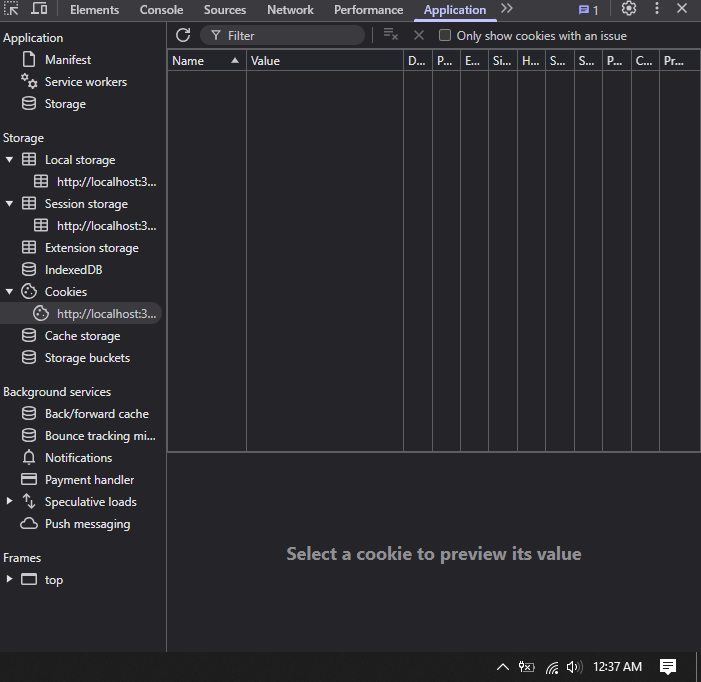 Elements Console Sources Network Performance Application 1
Application
Manifest
Service workers
Storage
Storage
Local storage
http://localhost:3...
Session storage
http://localhost:3...
Extension storage
IndexedDB
Cookies
http://localhost:3...
Cache storage
Storage buckets
Background services
Back/forward cache
Bounce tracking mi...
Notifications
Payment handler
Speculative loads
Push messaging
Frames
top
Filter Only show cookies with an issue
Name Value D... P... E... Si... H... S... S... P... C... Pr...
Select a cookie to preview its value
12:37 AM